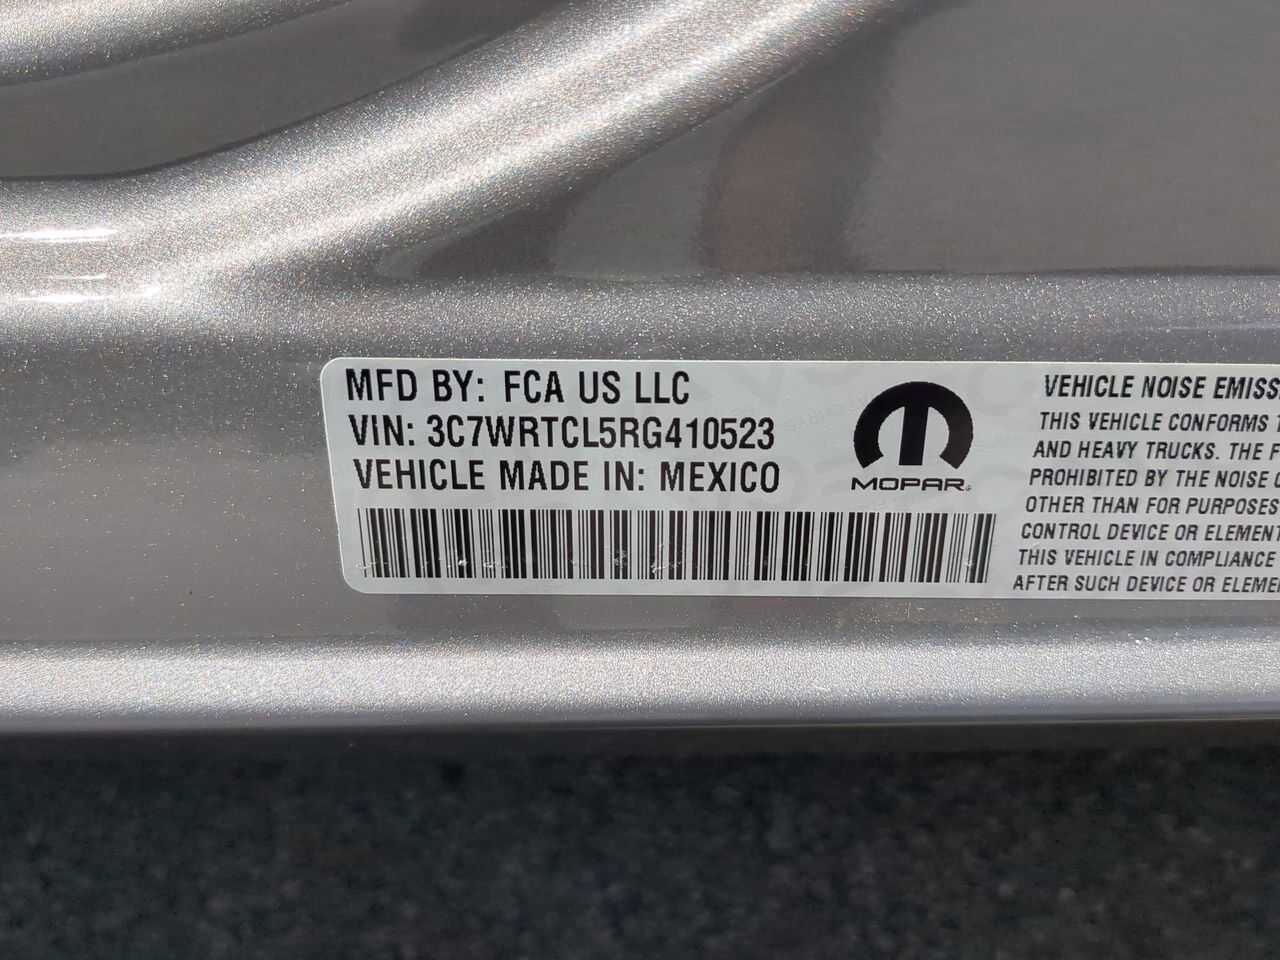 MFD BY: FCA US LLC
VIN: 3C7WRTCL5RG410523
VEHICLE MADE IN: MEXICO
MOPAR®
VEHICLE NOISE EMISS
THIS VEHICLE CONFORMS T
AND HEAVY TRUCKS. THE F
PROHIBITED BY THE NOISE C
OTHER THAN FOR PURPOSES
CONTROL DEVICE OR ELEMENT
THIS VEHICLE IN COMPLIANCE
AFTER SUCH DEVICE OR ELEME